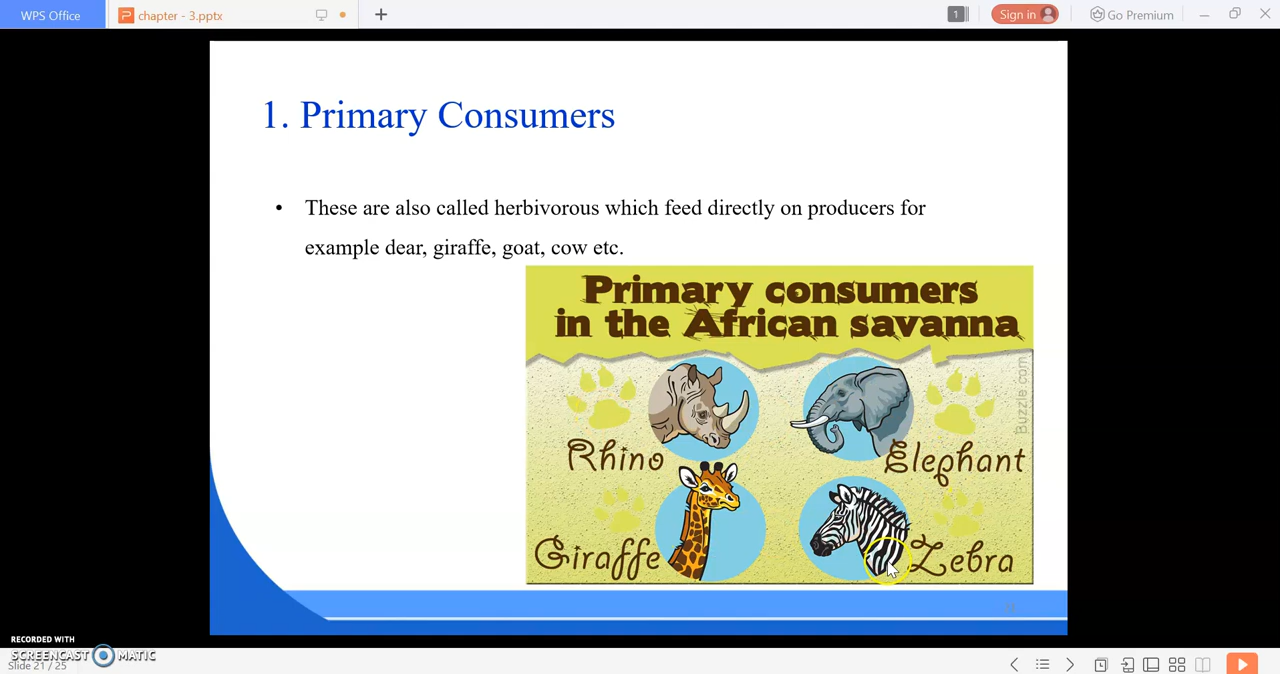 WPS Office
chapter - 3.pptx
1
Sign in
Go Premium
1. Primary Consumers
• These are also called herbivorous which feed directly on producers for
example dear, giraffe, goat, cow etc.
Primary consumers
in the African savanna
Buzzle.com
Rhino
Elephant
Giraffe
Zebra
RECORDED WITH
SCREENCAST MATIC
Slide 21 / 25